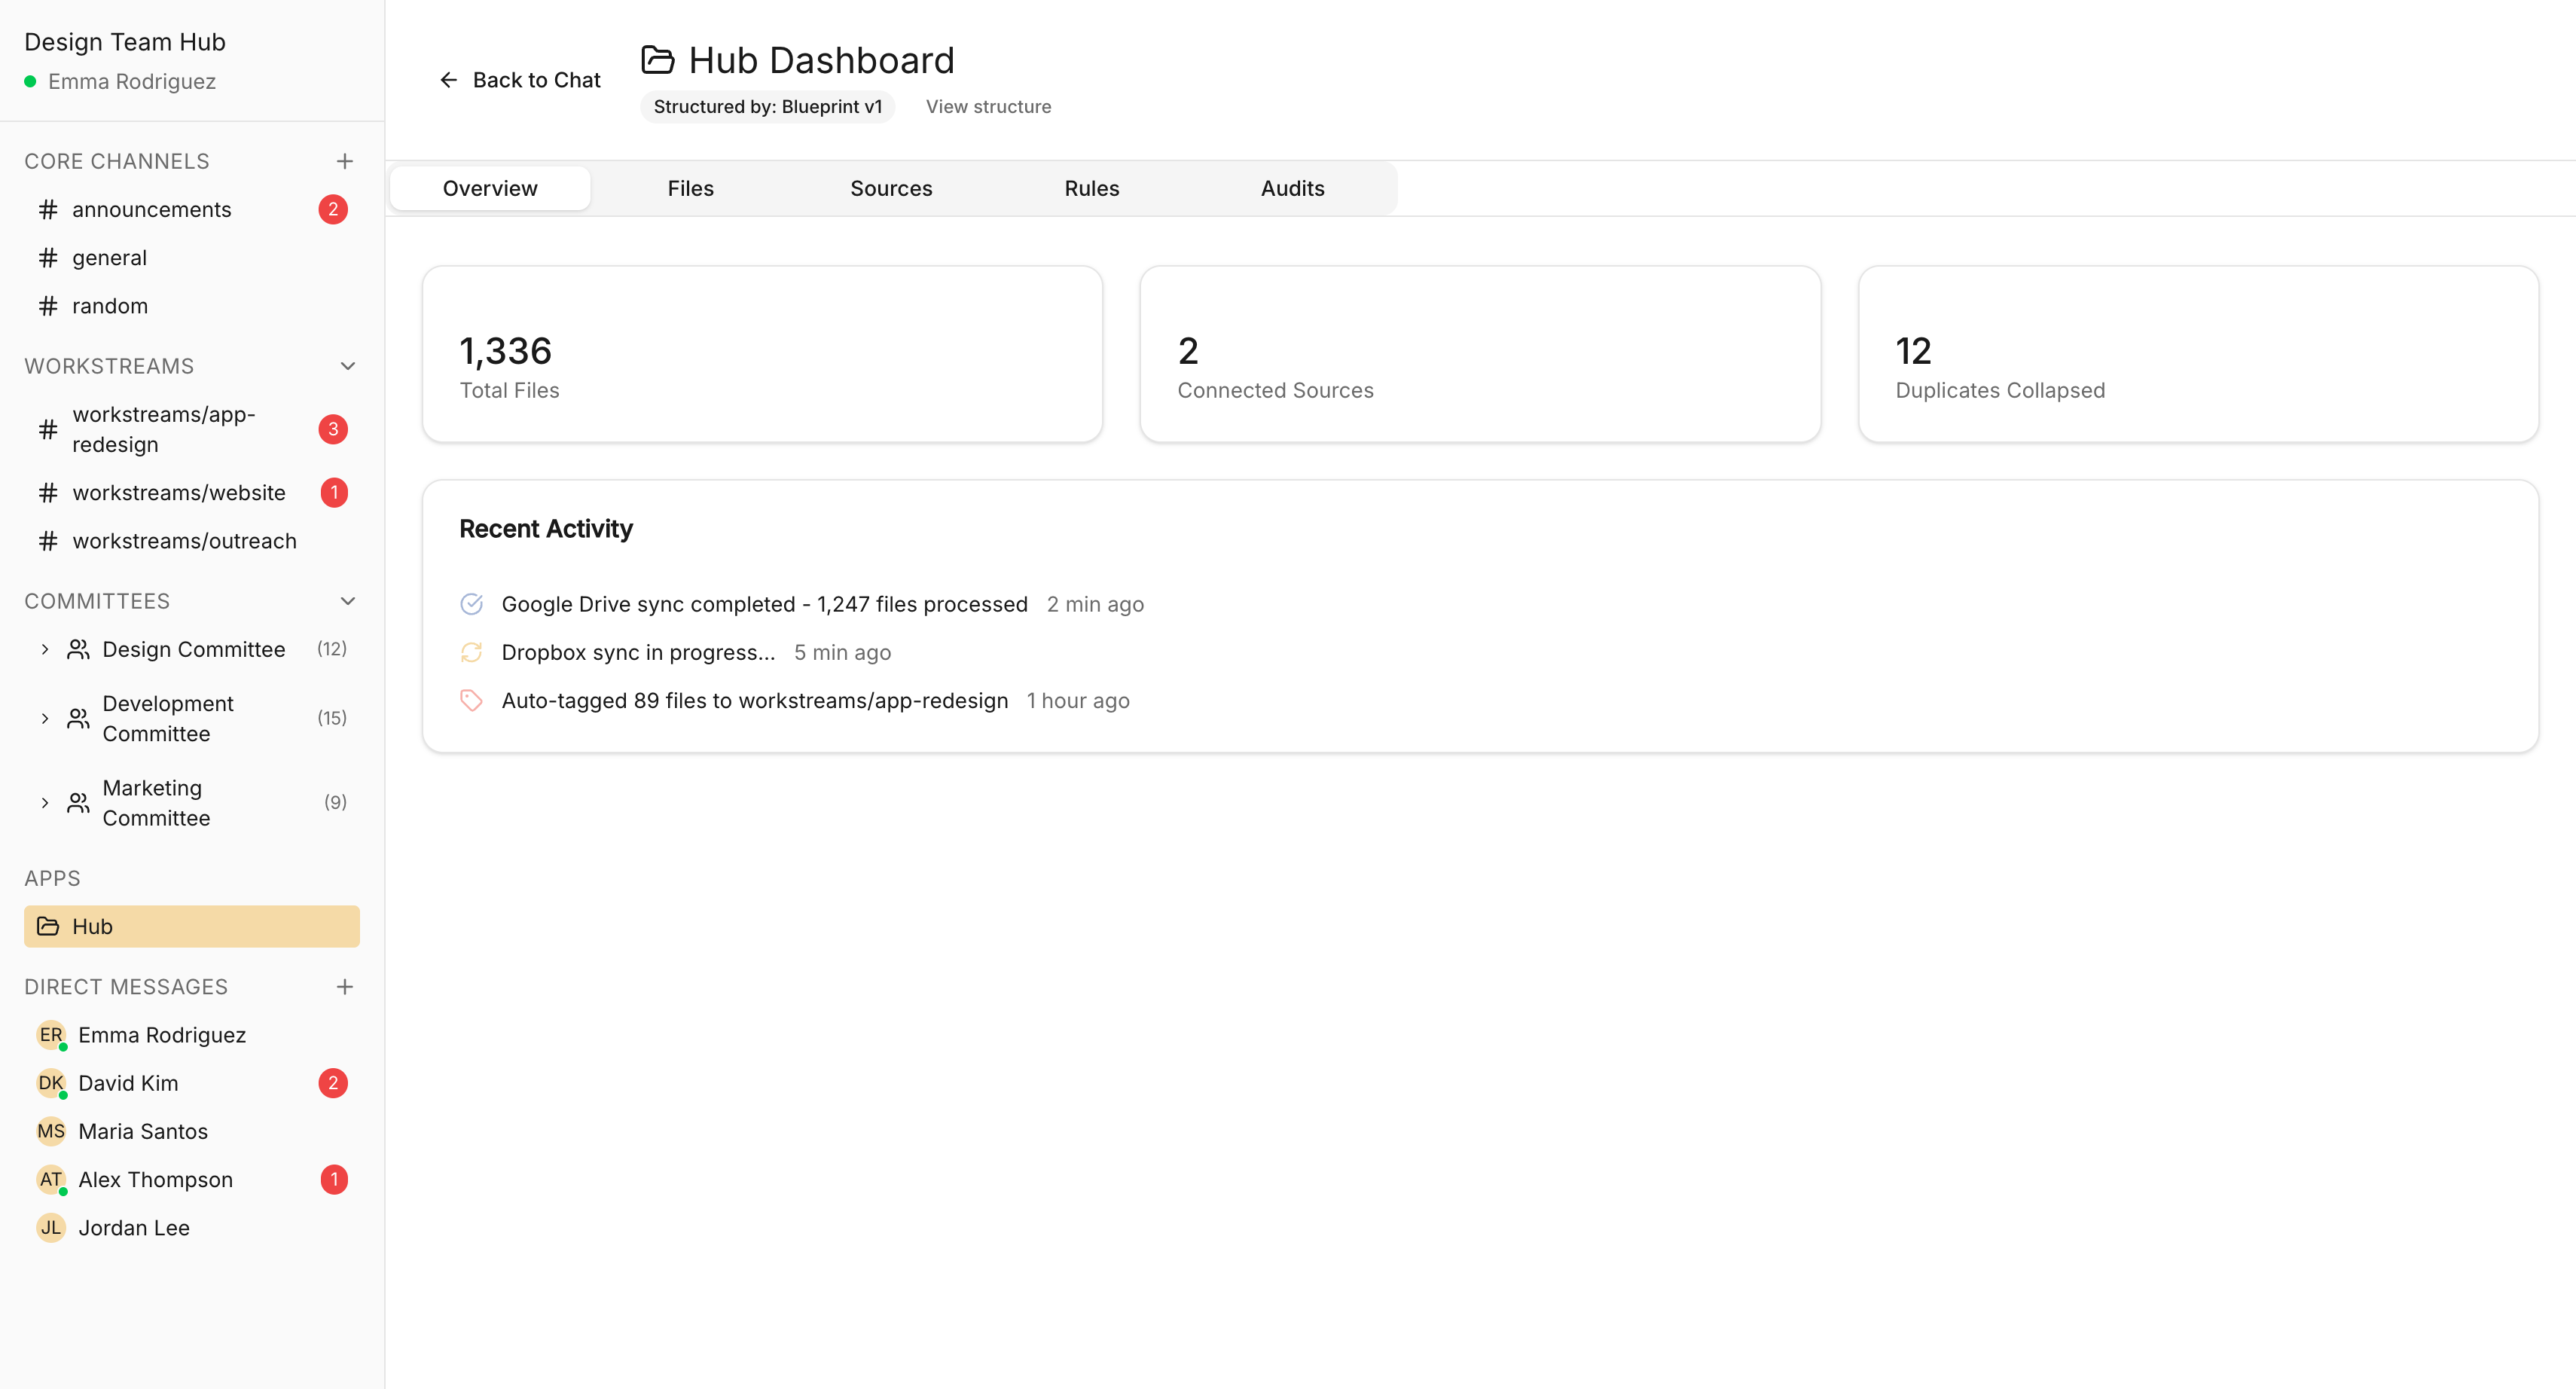 Design Team Hub
Emma Rodriguez
CORE CHANNELS
# announcements 2
# general
# random
WORKSTREAMS
# workstreams/app-
redesign 3
# workstreams/website 1
# workstreams/outreach
COMMITTEES
Design Committee (12)
Development
Committee (15)
Marketing
Committee (9)
APPS
Hub
DIRECT MESSAGES
ER Emma Rodriguez
DK David Kim 2
MS Maria Santos
AT Alex Thompson 1
JL Jordan Lee
Back to Chat
Hub Dashboard
Structured by: Blueprint v1 View structure
Overview Files Sources Rules Audits
1,336
Total Files
2
Connected Sources
12
Duplicates Collapsed
Recent Activity
Google Drive sync completed - 1,247 files processed 2 min ago
Dropbox sync in progress... 5 min ago
Auto-tagged 89 files to workstreams/app-redesign 1 hour ago